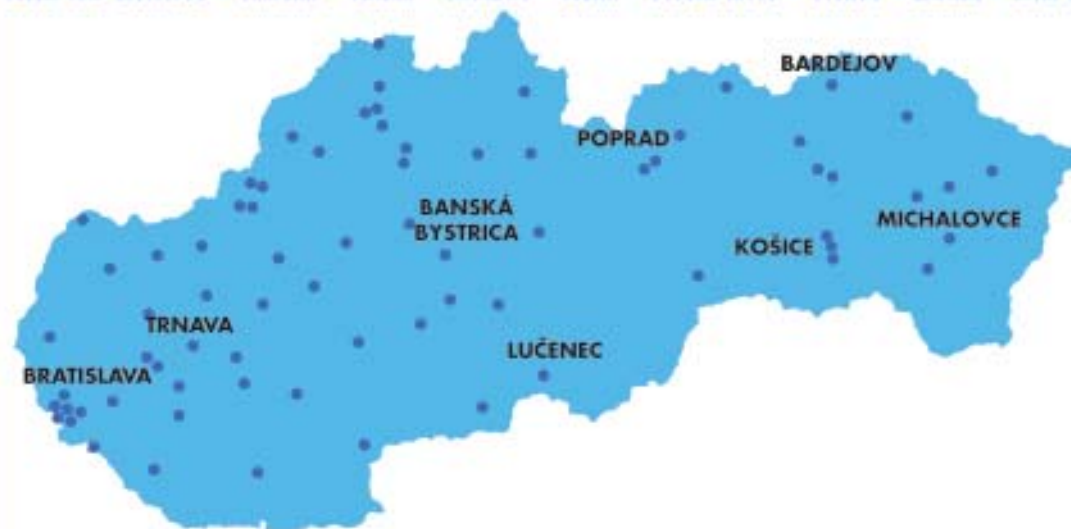 BARDEJOV
POPRAD
BANSKÁ
BYSTRICA
MICHALOVCE
KOŠICE
TRNAVA
LUČENEC
BRATISLAVA